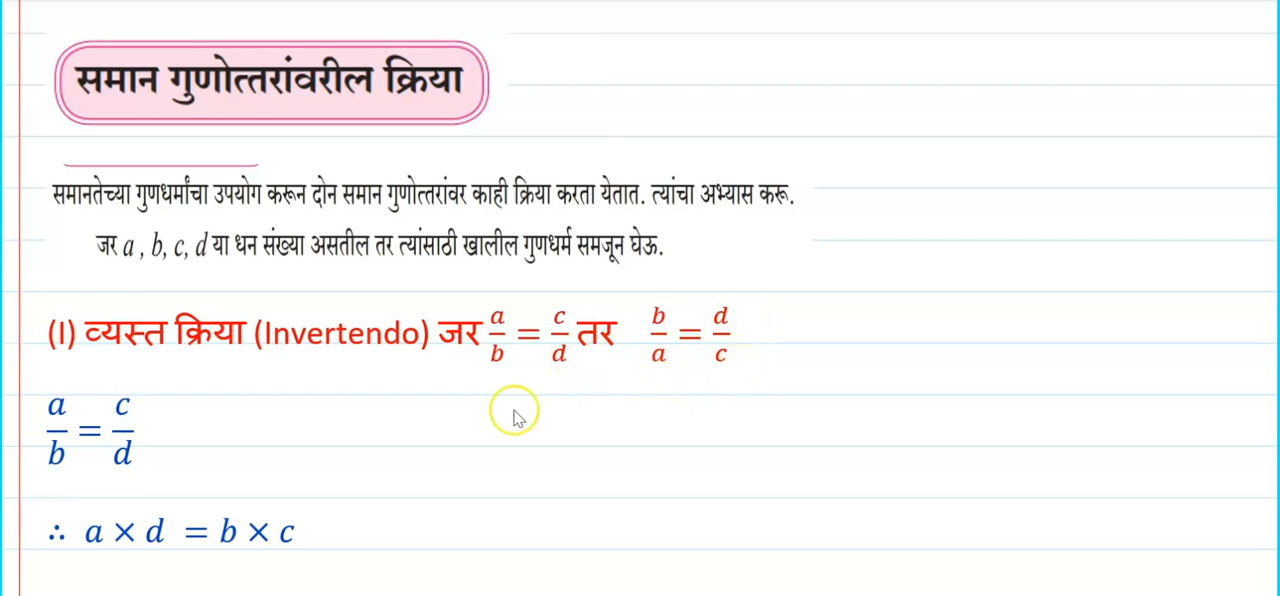 समान गुणोत्तरांवरील क्रिया
समानतेच्या गुणधर्मांचा उपयोग करून दोन समान गुणोत्तरांवर काही क्रिया करता येतात. त्यांचा अभ्यास करू.
जर a , b, c, d या धन संख्या असतील तर त्यांसाठी खालील गुणधर्म समजून घेऊ.
(I) व्यस्त क्रिया (Invertendo) जर a/b = c/d तर b/a = d/c
a/b = c/d
∴ a × d = b × c